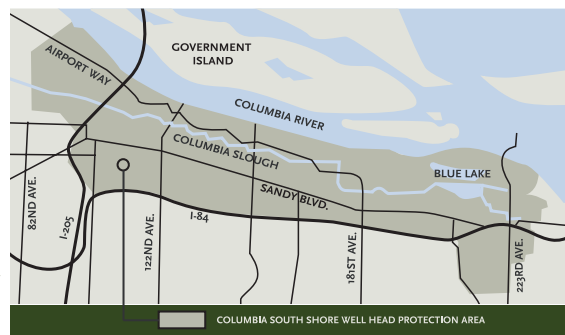 GOVERNMENT
ISLAND
AIRPORT WAY
COLUMBIA RIVER
COLUMBIA SLOUGH
BLUE LAKE
SANDY BLVD.
82ND AVE.
I-205
122ND AVE.
I-84
181ST AVE.
223RD AVE.
COLUMBIA SOUTH SHORE WELL HEAD PROTECTION AREA